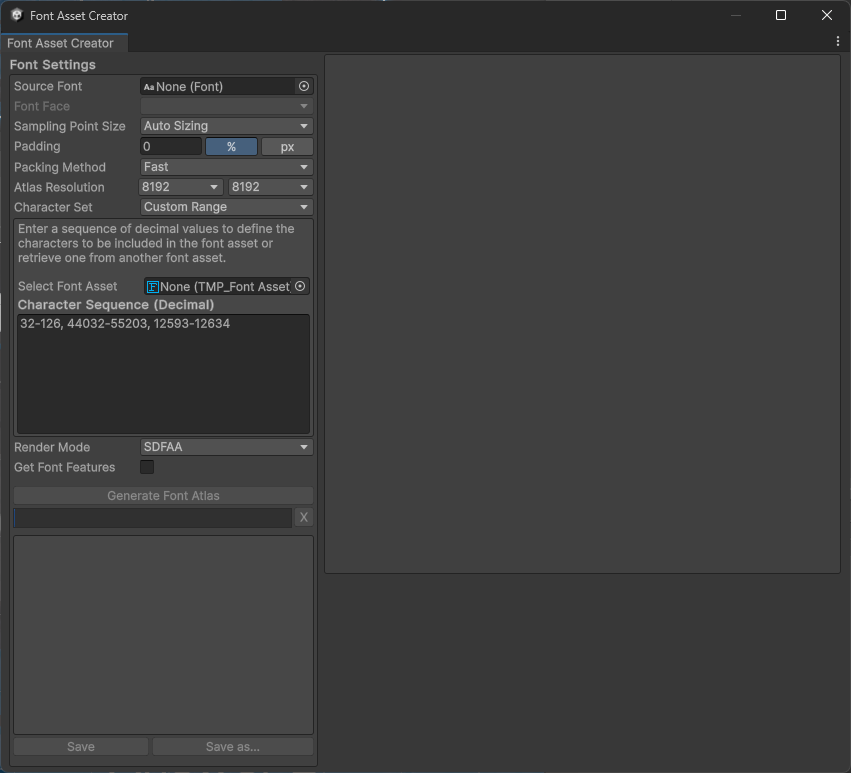 Font Asset Creator
Font Asset Creator
Font Settings
Source Font Aa None (Font)
Font Face
Sampling Point Size Auto Sizing
Padding 0 % px
Packing Method Fast
Atlas Resolution 8192 8192
Character Set Custom Range
Enter a sequence of decimal values to define the
characters to be included in the font asset or
retrieve one from another font asset.
Select Font Asset F None (TMP_Font Asset
Character Sequence (Decimal)
32-126, 44032-55203, 12593-12634
Render Mode SDFAA
Get Font Features
Generate Font Atlas
X
Save Save as...